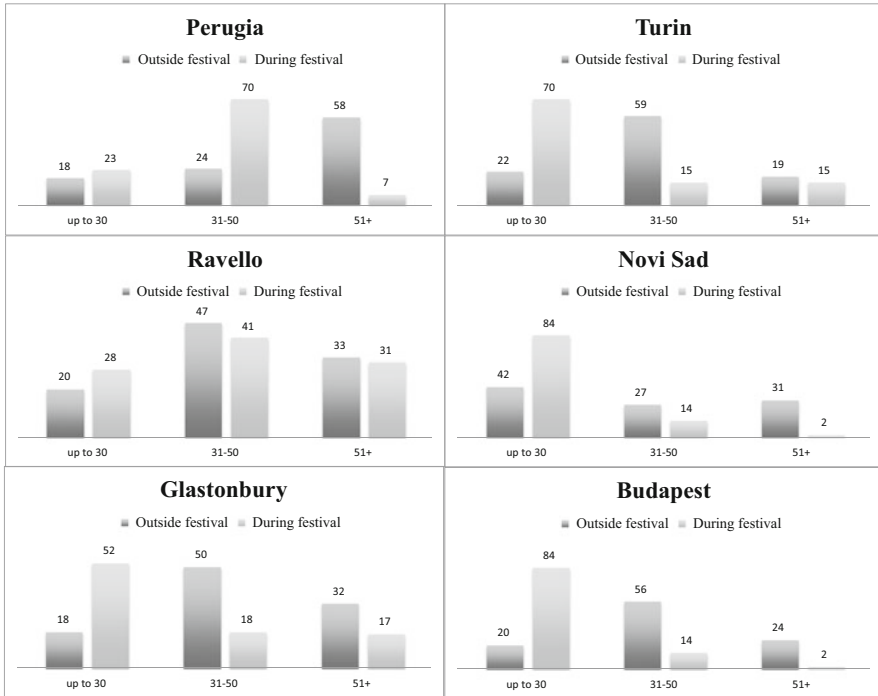 Perugia
Outside festival During festival
70
58
18 23 24
7
up to 30 31-50 51+
Turin
Outside festival During festival
70
59
22
15 19 15
up to 30 31-50 51+
Ravello
Outside festival During festival
47
41
33 31
20 28
up to 30 31-50 51+
Novi Sad
Outside festival During festival
84
42
27 31
14
2
up to 30 31-50 51+
Glastonbury
Outside festival During festival
52 50
32
18 18 17
up to 30 31-50 51+
Budapest
Outside festival During festival
84
56
20 24
14
2
up to 30 31-50 51+